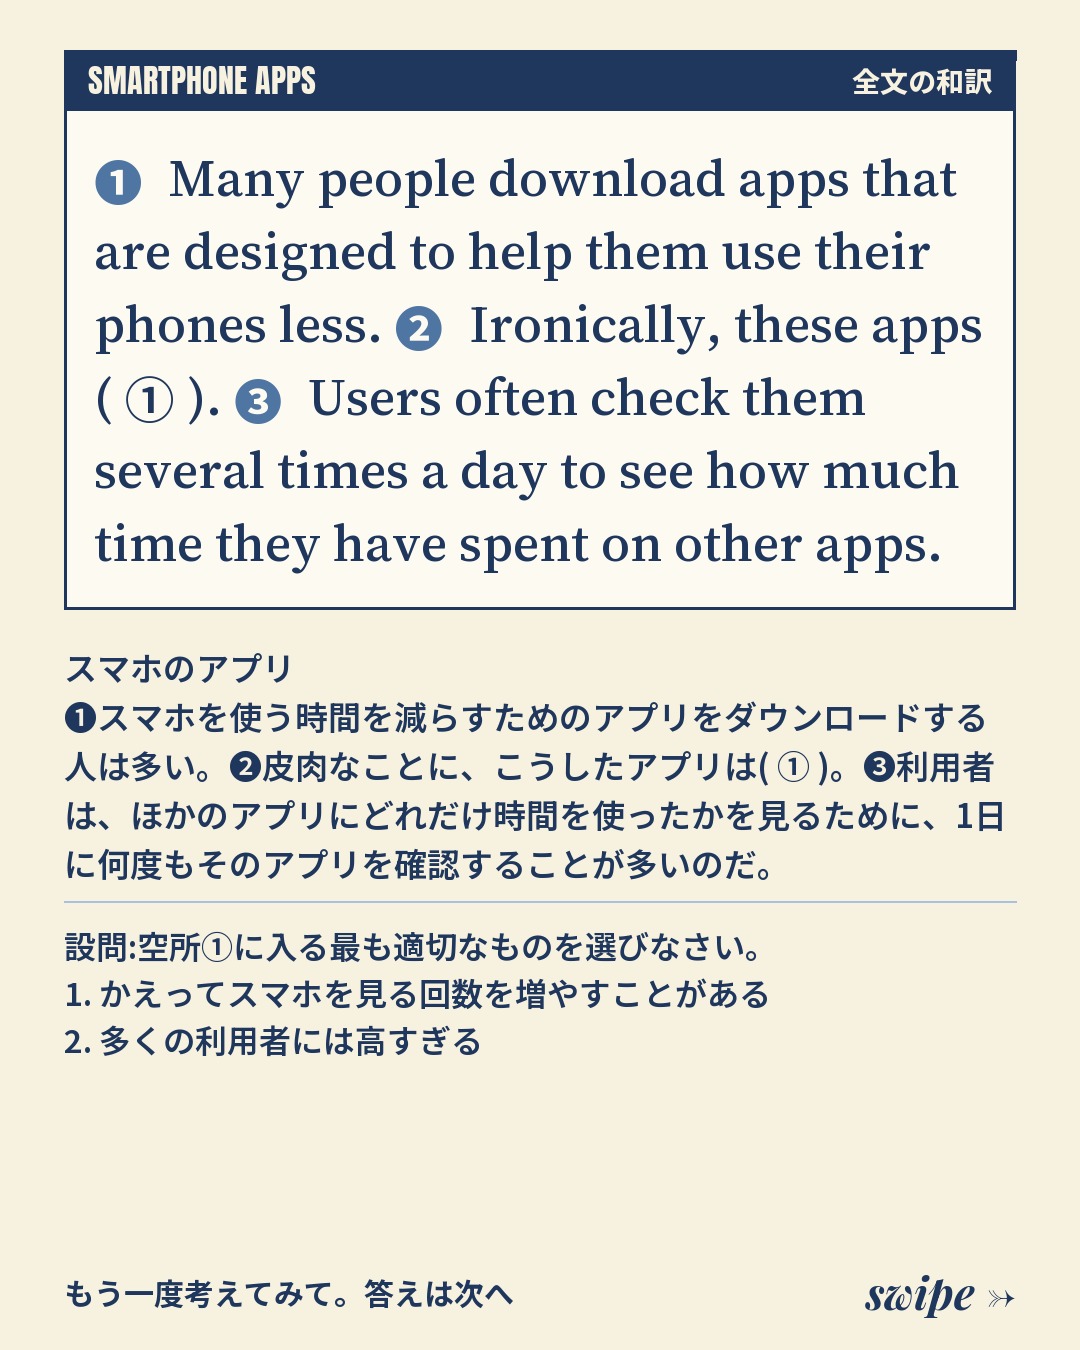 SMARTPHONE APPS
全文の和訳
❶ Many people download apps that
are designed to help them use their
phones less. ❷ Ironically, these apps
( ① ). ❸ Users often check them
several times a day to see how much
time they have spent on other apps.
スマホのアプリ
❶スマホを使う時間を減らすためのアプリをダウンロードする
人は多い。❷皮肉なことに、こうしたアプリは( ① )。❸利用者
は、ほかのアプリにどれだけ時間を使ったかを見るために、1日
に何度もそのアプリを確認することが多いのだ。
設問:空所①に入る最も適切なものを選びなさい。
1. かえってスマホを見る回数を増やすことがある
2. 多くの利用者には高すぎる
もう一度考えてみて。答えは次へ
swipe